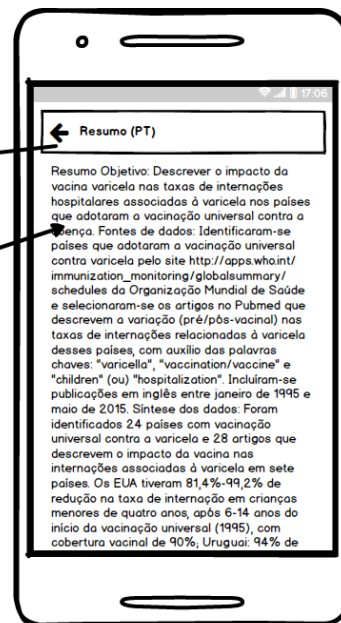 17:06
Resumo (PT)
Resumo Objetivo: Descrever o impacto da
vacina varicela nas taxas de internações
hospitalares associadas à varicela nos países
que adotaram a vacinação universal contra a
doença. Fontes de dados: Identificaram-se
países que adotaram a vacinação universal
contra varicela pelo site http://apps.who.int/
immunization_monitoring/globalsummary/
schedules da Organização Mundial de Saúde
e selecionaram-se os artigos no Pubmed que
descrevem a variação (pré/pós-vacinal) nas
taxas de internações relacionadas à varicela
desses países, com auxílio das palavras
chaves: "varicella", "vaccination/vaccine" e
"children" (ou) "hospitalization". Incluíram-se
publicações em inglês entre janeiro de 1995 e
maio de 2015. Síntese dos dados: Foram
identificados 24 países com vacinação
universal contra a varicela e 28 artigos que
descrevem o impacto da vacina nas
internações associadas à varicela em sete
países. Os EUA tiveram 81,4%-99,2% de
redução na taxa de internação em crianças
menores de quatro anos, após 6-14 anos do
início da vacinação universal (1995), com
cobertura vacinal de 90%; Uruguai: 94% de